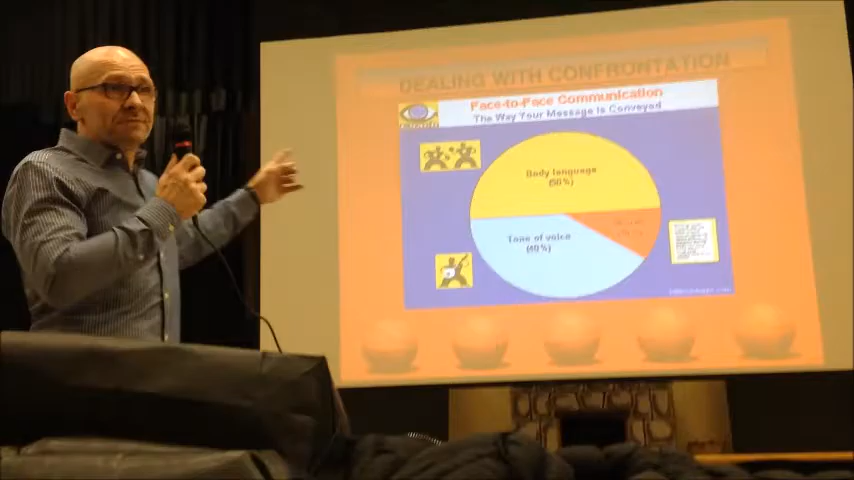 DEALING WITH CONFRONTATION
Face-to-Face Communication
The Way Your Message Is Conveyed
Body language
(50%)
Tone of voice
(40%)